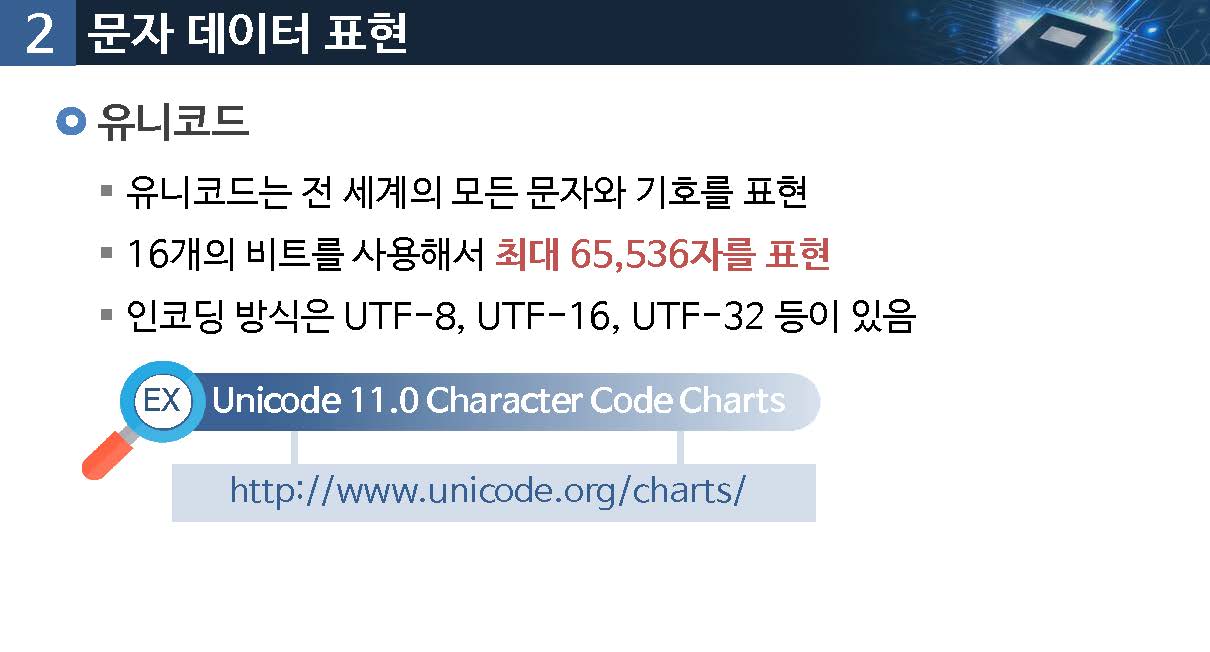 2 문자 데이터 표현
유니코드
유니코드는 전 세계의 모든 문자와 기호를 표현
16개의 비트를 사용해서 최대 65,536자를 표현
인코딩 방식은 UTF-8, UTF-16, UTF-32 등이 있음
EX Unicode 11.0 Character Code Charts
http://www.unicode.org/charts/